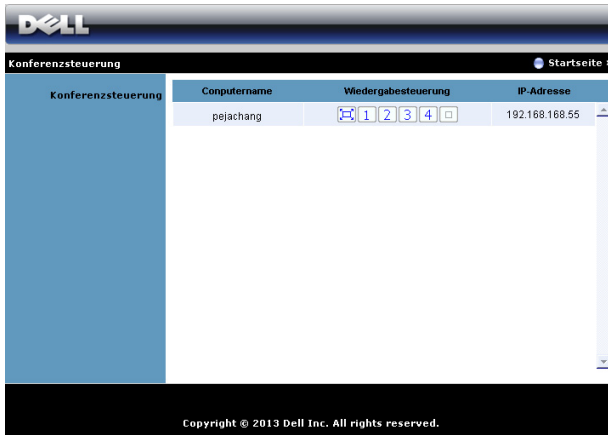 DELL
Konferenzsteuerung
Startseite
Konferenzsteuerung
Conputername Wiedergabesteuerung IP-Adresse
pejachang 1 2 3 4 192.168.168.55
Copyright © 2013 Dell Inc. All rights reserved.